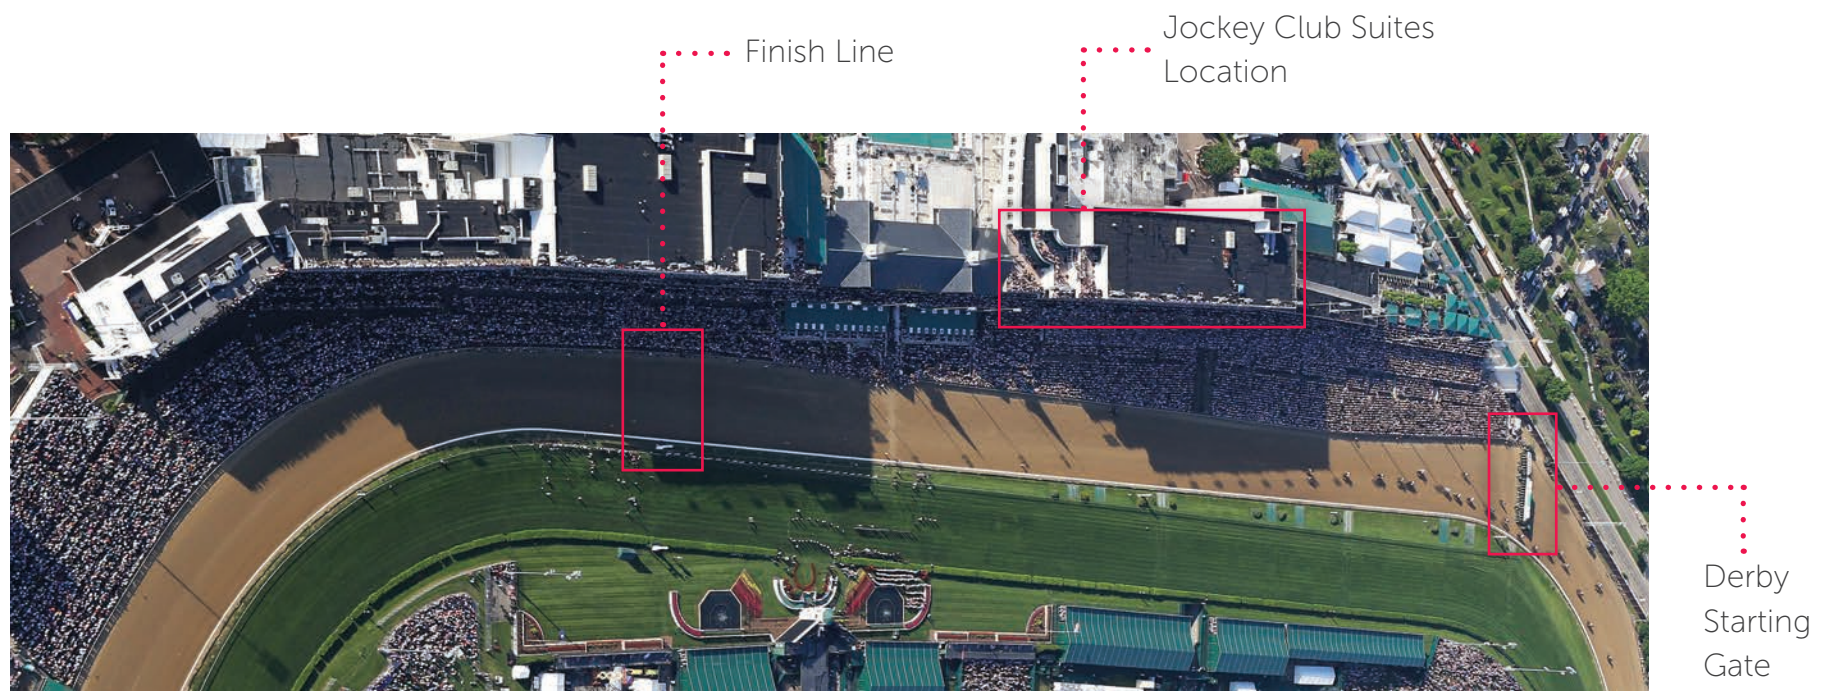 Finish Line
Jockey Club Suites
Location
Derby
Starting
Gate